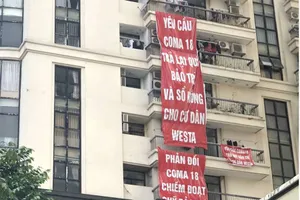 YÊU CẦU
COMA 18
TRẢ LẠI QUỸ
BẢO TRÌ
VÀ SỔ HỒNG
CHO CƯ DÂN
WESTA
PHẢN ĐỐI
COMA 18
CHIẾM ĐOẠT